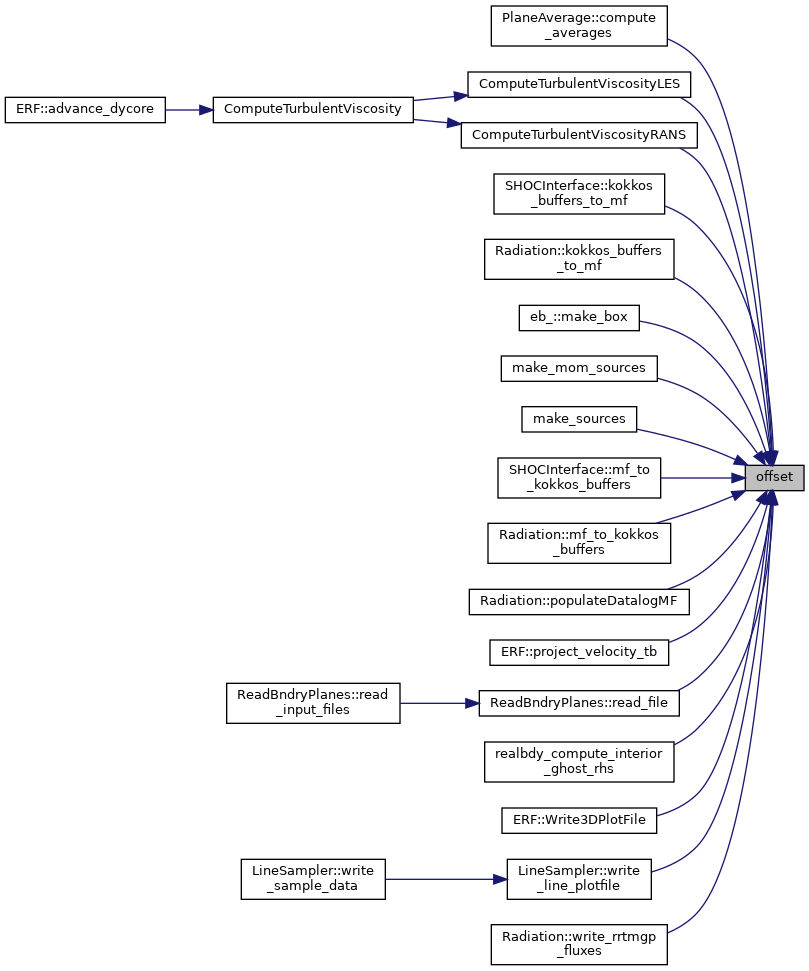 PlaneAverage::compute
_averages
ComputeTurbulentViscosityLES
ERF::advance_dycore
ComputeTurbulentViscosity
ComputeTurbulentViscosityRANS
SHOCInterface::kokkos
_buffers_to_mf
Radiation::kokkos_buffers
_to_mf
eb_::make_box
make_mom_sources
make_sources
SHOCInterface::mf_to
_kokkos_buffers
offset
Radiation::mf_to_kokkos
_buffers
Radiation::populateDatalogMF
ERF::project_velocity_tb
ReadBndryPlanes::read
_input_files
ReadBndryPlanes::read_file
realbdy_compute_interior
_ghost_rhs
ERF::Write3DPlotFile
LineSampler::write
_sample_data
LineSampler::write
_line_plotfile
Radiation::write_rrtmgp
_fluxes